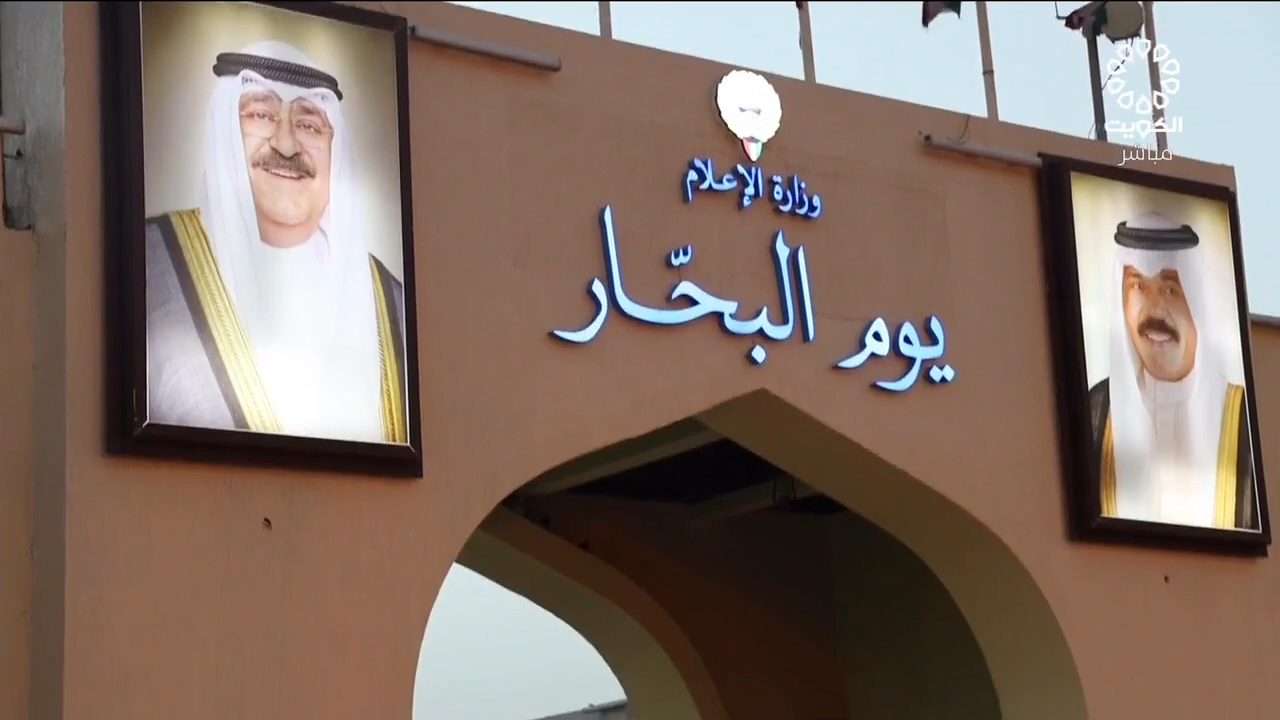 الكويت
مباشر
وزارة الإعلام
يوم البحّار